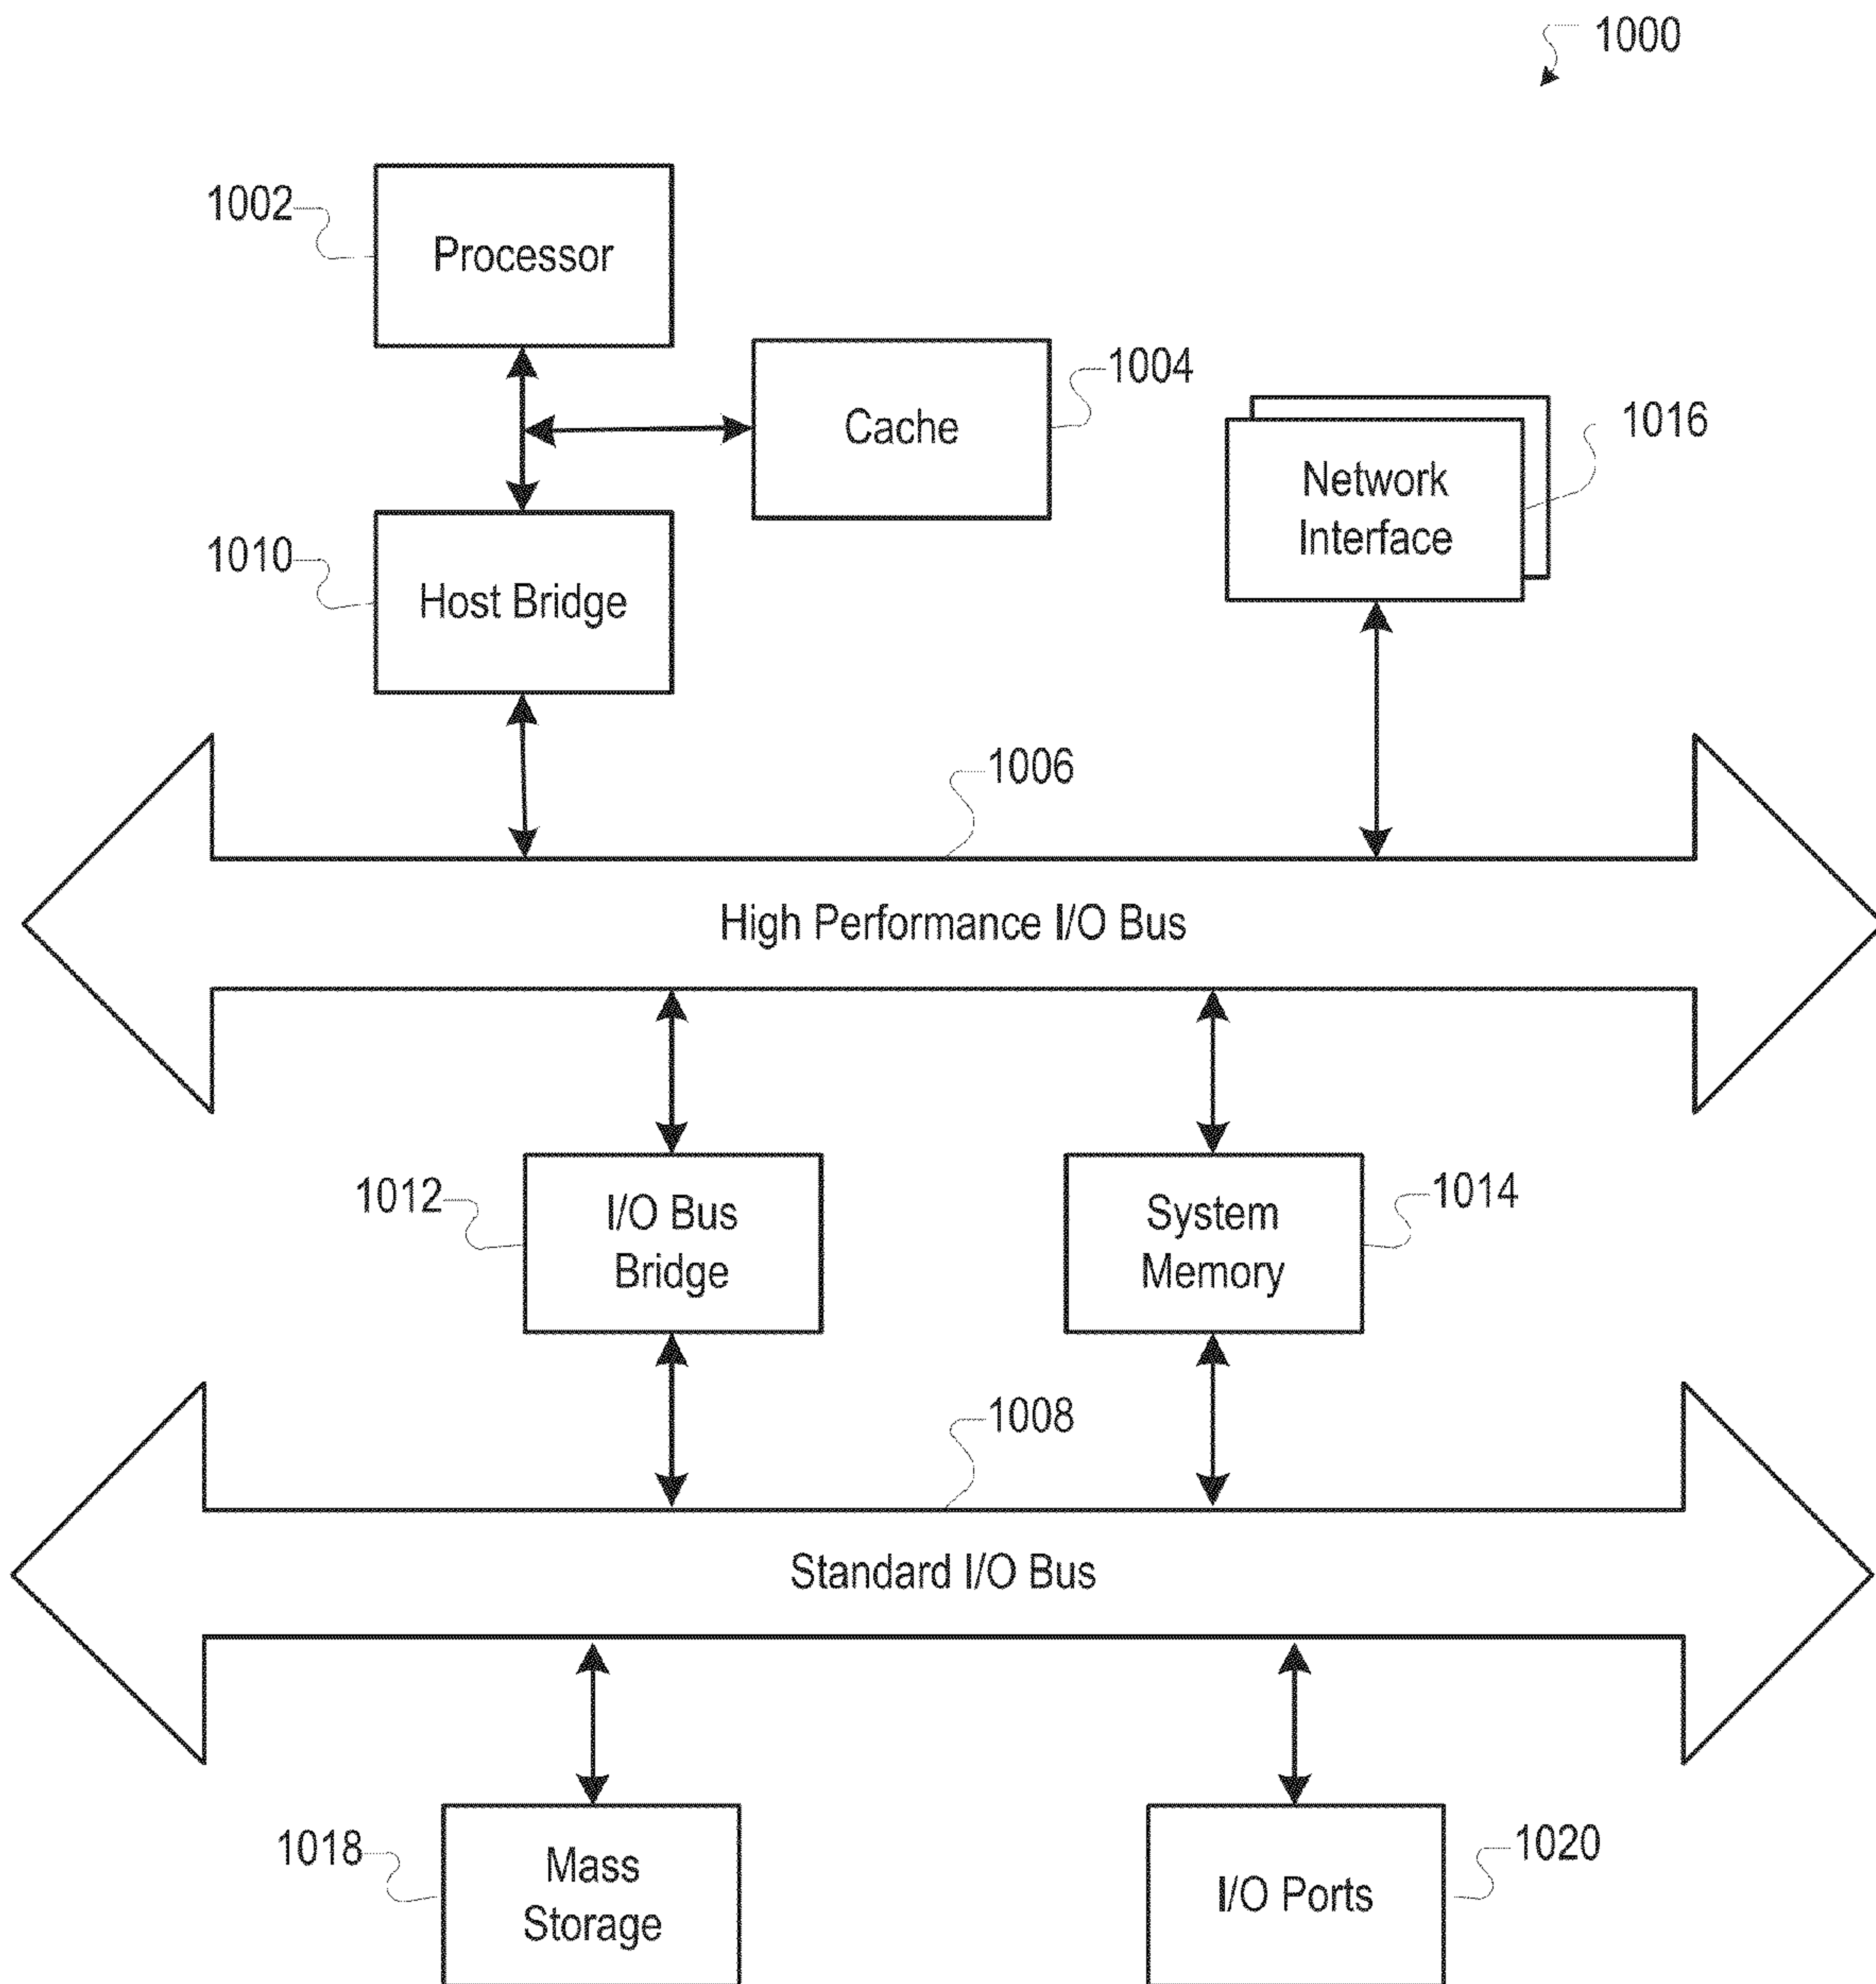 1000
1002
Processor
1004
Cache
1016
Network
Interface
1010
Host Bridge
1006
High Performance I/O Bus
1012
I/O Bus
Bridge
System
Memory
1014
1008
Standard I/O Bus
1018
Mass
Storage
I/O Ports
1020